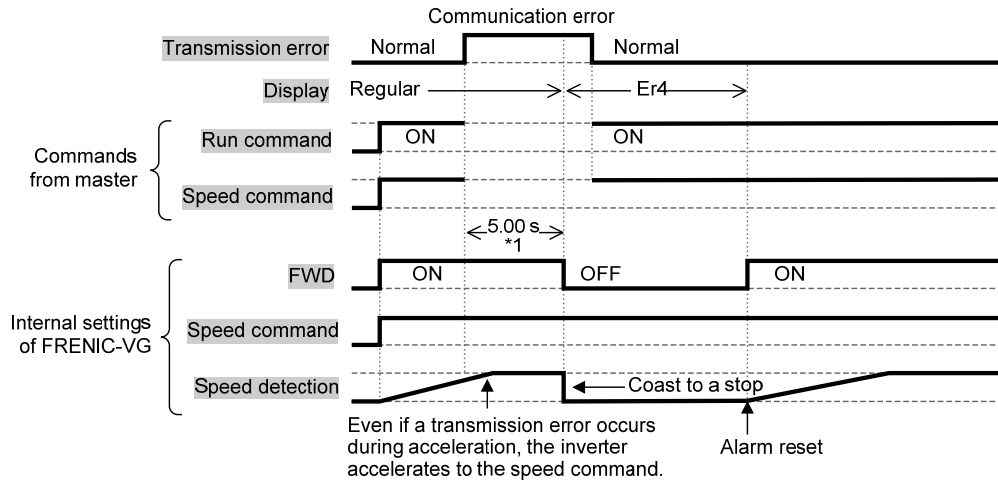 Communication error
Transmission error
Normal
Normal
Display
Regular
Er4
Commands
from master
Run command
ON
ON
Speed command
5.00 s
*1
Internal settings
of FRENIC-VG
FWD
ON
OFF
ON
Speed command
Speed detection
Coast to a stop
Even if a transmission error occurs
during acceleration, the inverter
accelerates to the speed command.
Alarm reset